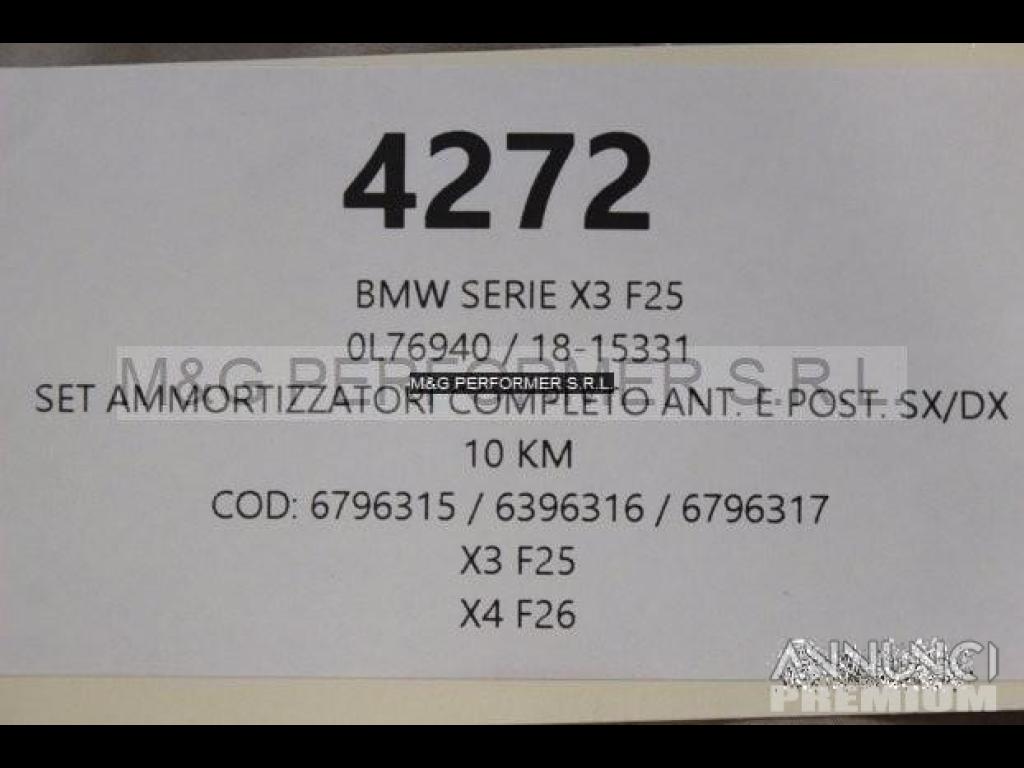 4272
BMW SERIE X3 F25
0L76940 / 18-15331
M&G PERFORMER S.R.L.
M&G PERFORMER S.R.L.
SET AMMORTIZZATORI COMPLETO ANT. E POST. SX/DX
10 KM
COD: 6796315 / 6396316 / 6796317
X3 F25
X4 F26
ANNUNCI
PREMIUM